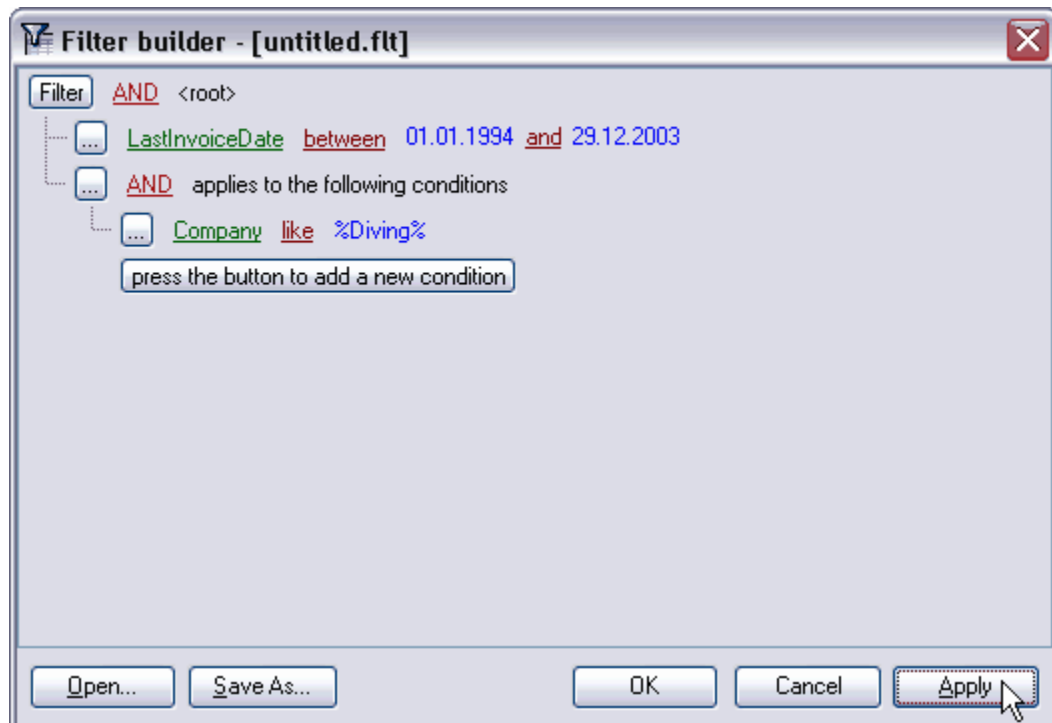 Filter builder - [untitled.flt]
Filter AND <root>
... LastInvoiceDate between 01.01.1994 and 29.12.2003
... AND applies to the following conditions
... Company like %Diving%
press the button to add a new condition
Open... Save As... OK Cancel Apply